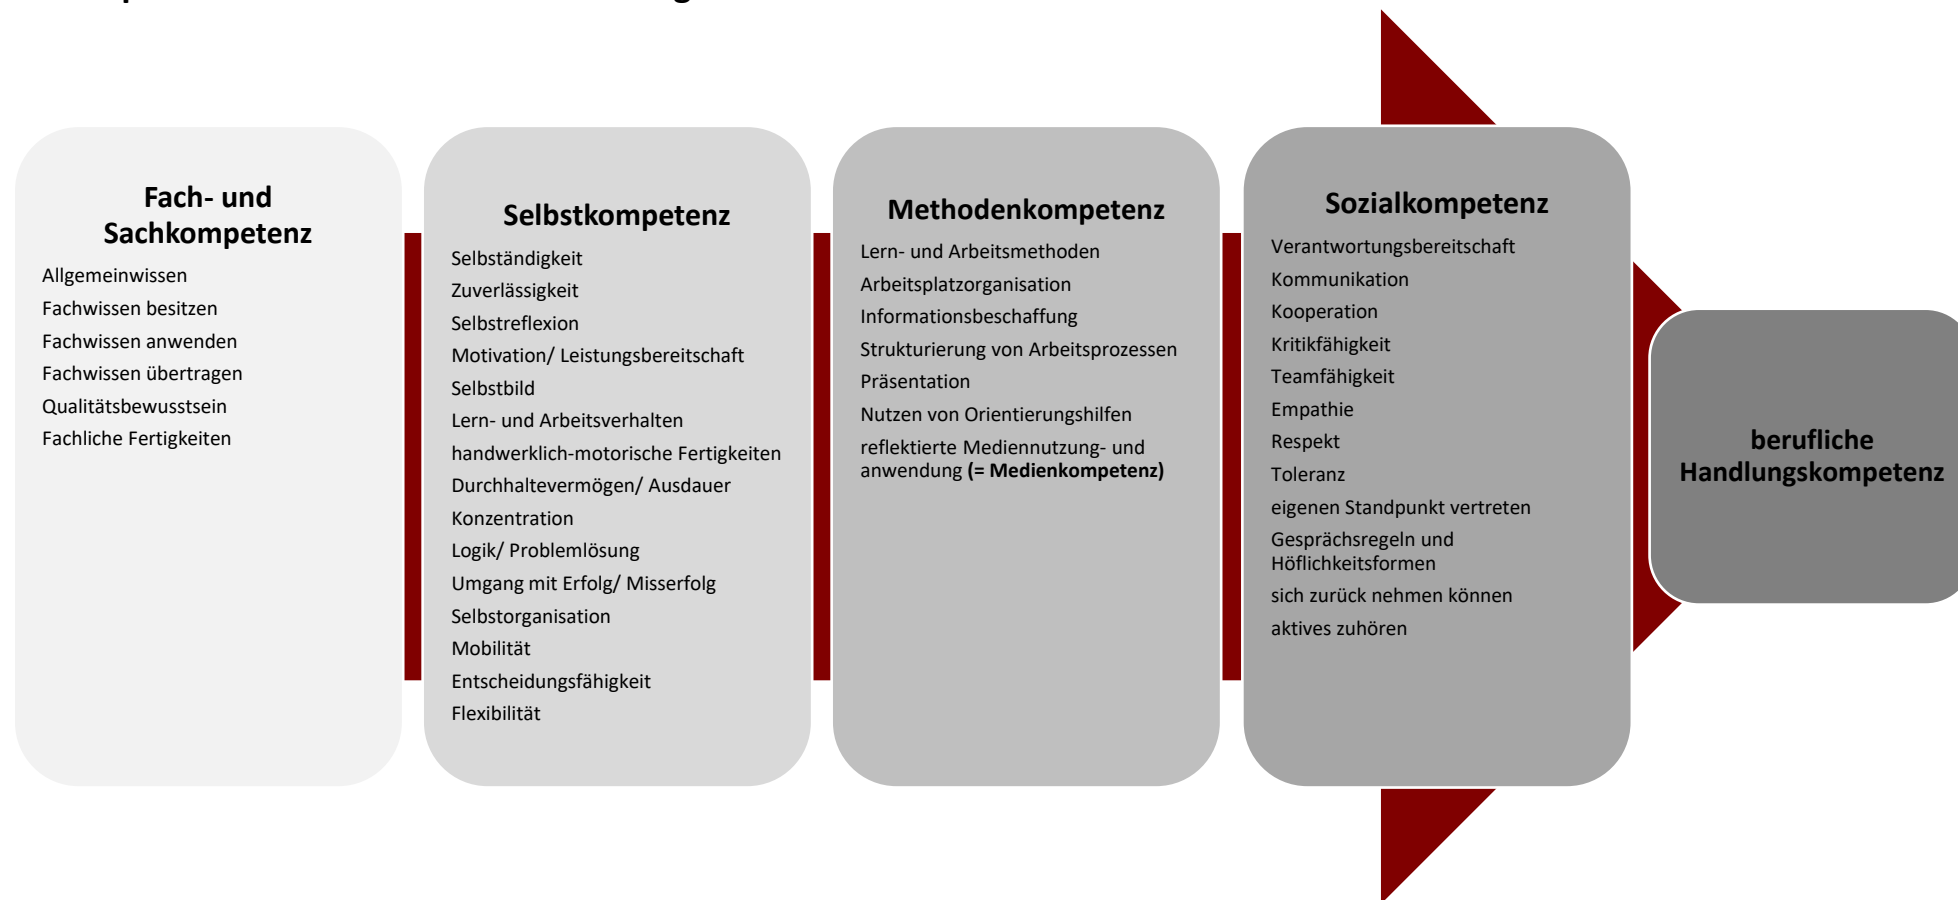 Fach- und
Sachkompetenz
Allgemeinwissen
Fachwissen besitzen
Fachwissen anwenden
Fachwissen übertragen
Qualitätsbewusstsein
Fachliche Fertigkeiten
Selbstkompetenz
Selbständigkeit
Zuverlässigkeit
Selbstreflexion
Motivation/ Leistungsbereitschaft
Selbstbild
Lern- und Arbeitsverhalten
handwerklich-motorische Fertigkeiten
Durchhaltevermögen/ Ausdauer
Konzentration
Logik/ Problemlösung
Umgang mit Erfolg/ Misserfolg
Selbstorganisation
Mobilität
Entscheidungsfähigkeit
Flexibilität
Methodenkompetenz
Lern- und Arbeitsmethoden
Arbeitsplatzorganisation
Informationsbeschaffung
Strukturierung von Arbeitsprozessen
Präsentation
Nutzen von Orientierungshilfen
reflektierte Mediennutzung- und
anwendung (= Medienkompetenz)
Sozialkompetenz
Verantwortungsbereitschaft
Kommunikation
Kooperation
Kritikfähigkeit
Teamfähigkeit
Empathie
Respekt
Toleranz
eigenen Standpunkt vertreten
Gesprächsregeln und
Höflichkeitsformen
sich zurück nehmen können
aktives zuhören
berufliche
Handlungskompetenz